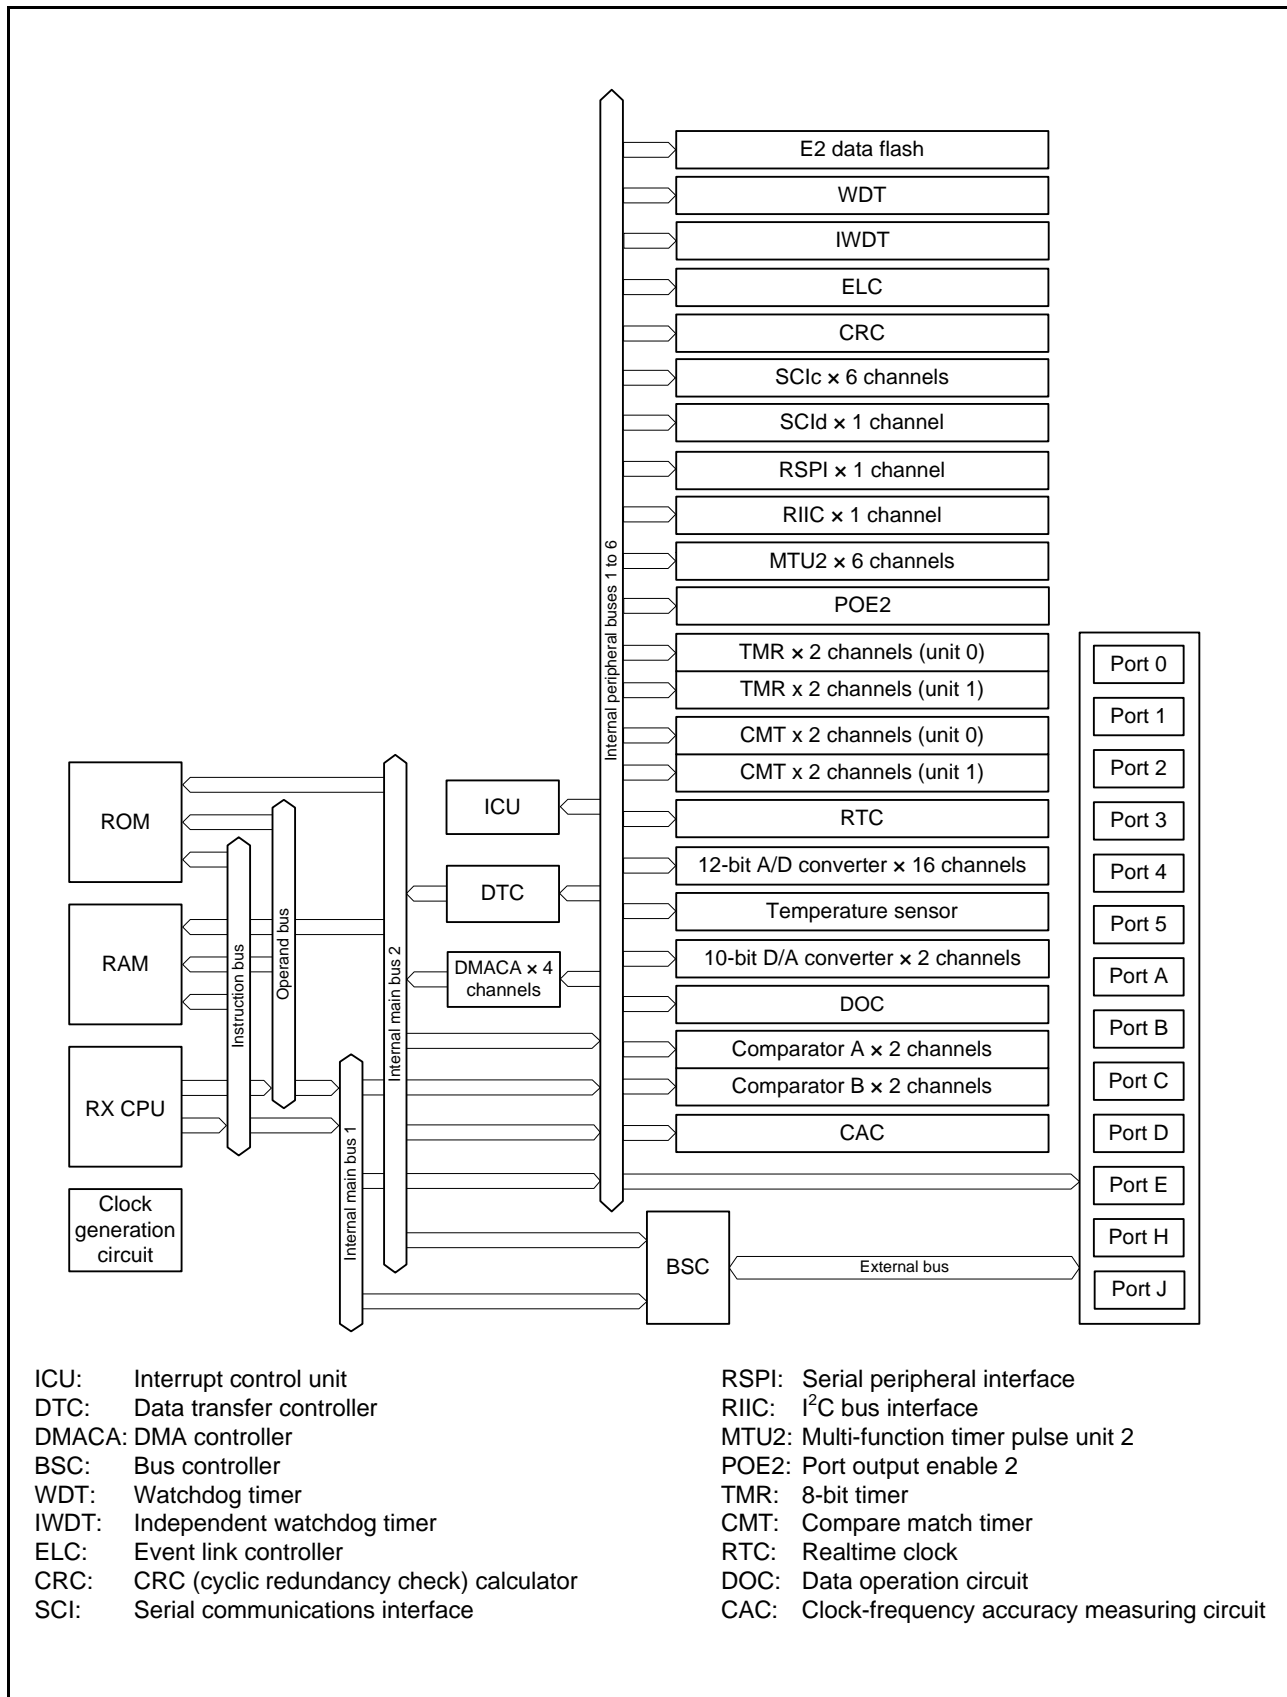 E2 data flash
WDT
IWDT
ELC
CRC
SCIc × 6 channels
SCId × 1 channel
RSPI × 1 channel
RIIC × 1 channel
MTU2 × 6 channels
POE2
TMR × 2 channels (unit 0)
TMR x 2 channels (unit 1)
CMT x 2 channels (unit 0)
CMT x 2 channels (unit 1)
RTC
12-bit A/D converter × 16 channels
Temperature sensor
10-bit D/A converter × 2 channels
DOC
Comparator A × 2 channels
Comparator B × 2 channels
CAC
Internal peripheral buses 1 to 6
Port 0
Port 1
Port 2
Port 3
Port 4
Port 5
Port A
Port B
Port C
Port D
Port E
Port H
Port J
ROM
RAM
RX CPU
Clock
generation
circuit
Instruction bus
Operand bus
Internal main bus 1
Internal main bus 2
ICU
DTC
DMACA × 4
channels
BSC
External bus
ICU: Interrupt control unit
DTC: Data transfer controller
DMACA: DMA controller
BSC: Bus controller
WDT: Watchdog timer
IWDT: Independent watchdog timer
ELC: Event link controller
CRC: CRC (cyclic redundancy check) calculator
SCI: Serial communications interface
RSPI: Serial peripheral interface
RIIC: I²C bus interface
MTU2: Multi-function timer pulse unit 2
POE2: Port output enable 2
TMR: 8-bit timer
CMT: Compare match timer
RTC: Realtime clock
DOC: Data operation circuit
CAC: Clock-frequency accuracy measuring circuit